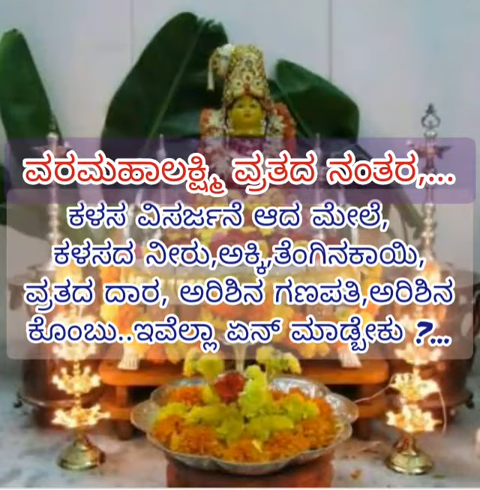 ವರಮಹಾಲಕ್ಷ್ಮಿ ವ್ರತದ ನಂತರ,...
ಕಳಸ ವಿಸರ್ಜನೆ ಆದ ಮೇಲೆ,
ಕಳಸದ ನೀರು,ಅಕ್ಕಿ,ತೆಂಗಿನಕಾಯಿ,
ವ್ರತದ ದಾರ, ಅರಿಶಿನ ಗಣಪತಿ,ಅರಿಶಿನ
ಕೊಂಬು..ಇವೆಲ್ಲಾ ಏನ್ ಮಾಡ್ಬೇಕು ?...